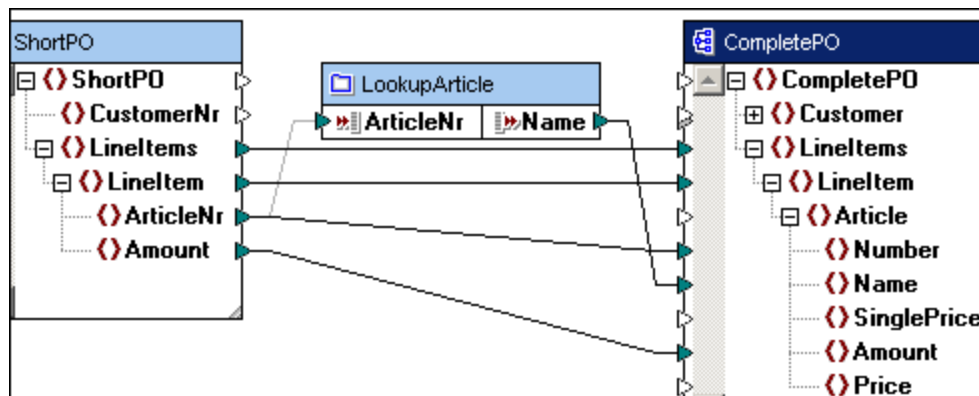 ShortPO
ShortPO
CustomerNr
LineItems
LineItem
ArticleNr
Amount
LookupArticle
ArticleNr
Name
CompletePO
CompletePO
Customer
LineItems
LineItem
Article
Number
Name
SinglePrice
Amount
Price